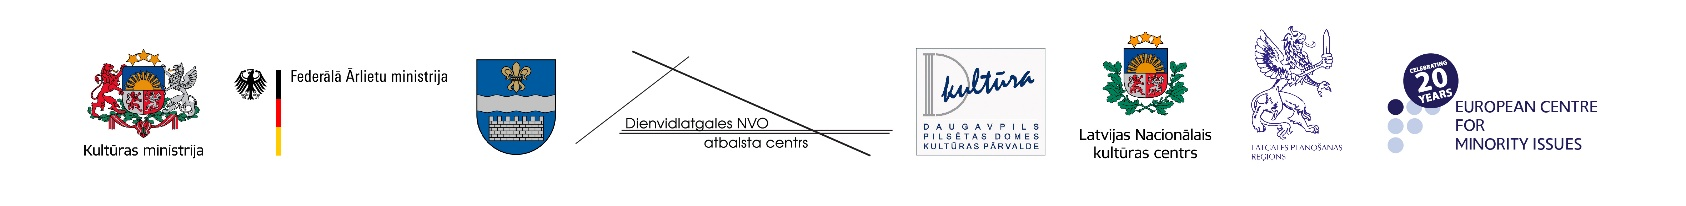 Kultūras ministrija
Federālā Ārlietu ministrija
Dienvidlatgales NVO
atbalsta centrs
Dkultūra
DAUGAVPILS
PILSĒTAS DOMES
KULTŪRAS PĀRVALDE
Latvijas Nacionālais
kultūras centrs
LATGALES PLĀNOŠANAS
REĢIONS
CELEBRATING
20
YEARS
EUROPEAN CENTRE
FOR
MINORITY ISSUES